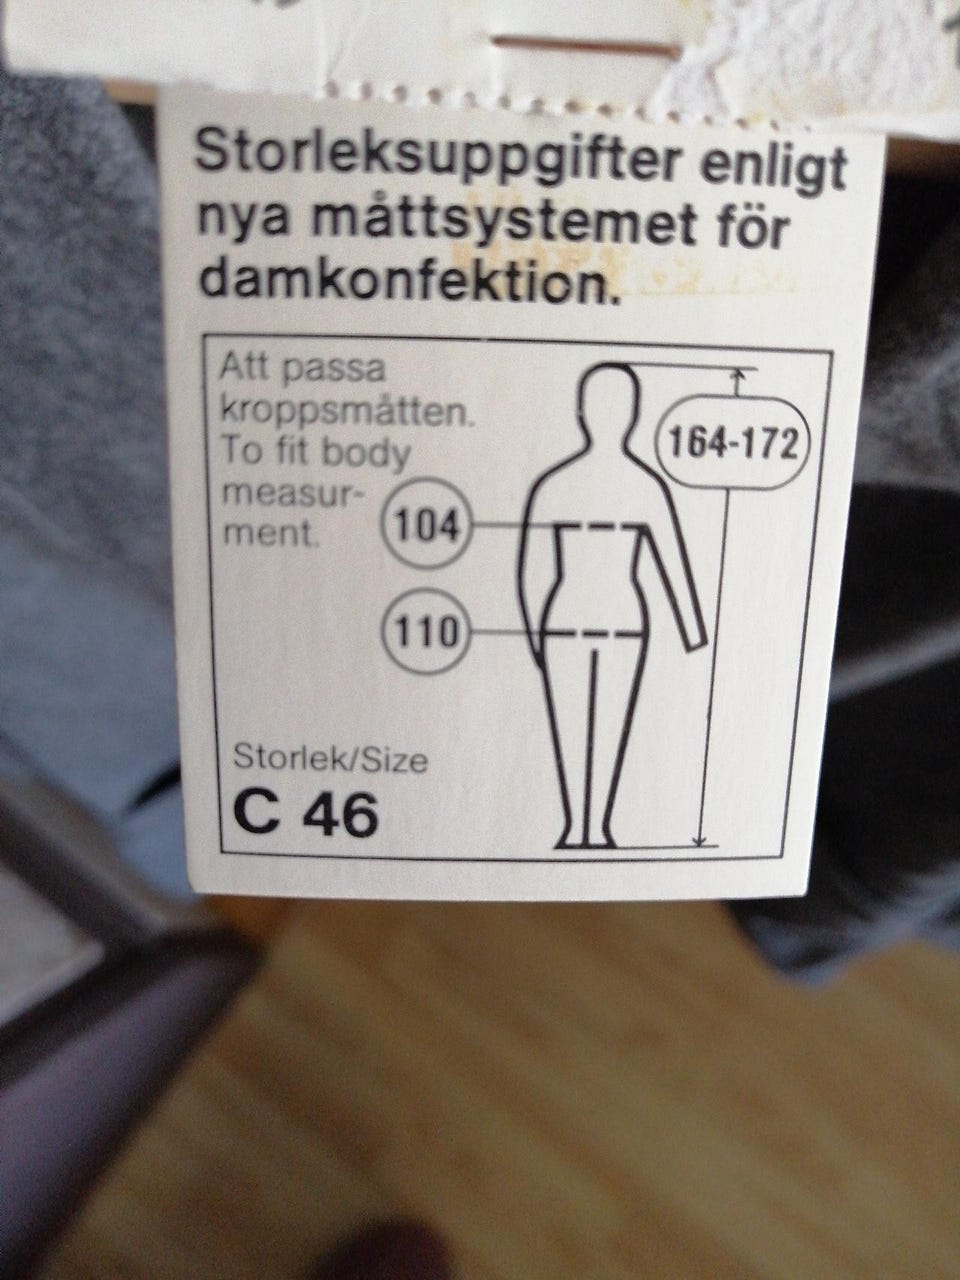 Storleksuppgifter enligt
nya måttsystemet för
damkonfektion.
Att passa
kroppsmåtten.
To fit body
measur-
ment.
164-172
104
110
Storlek/Size
C 46